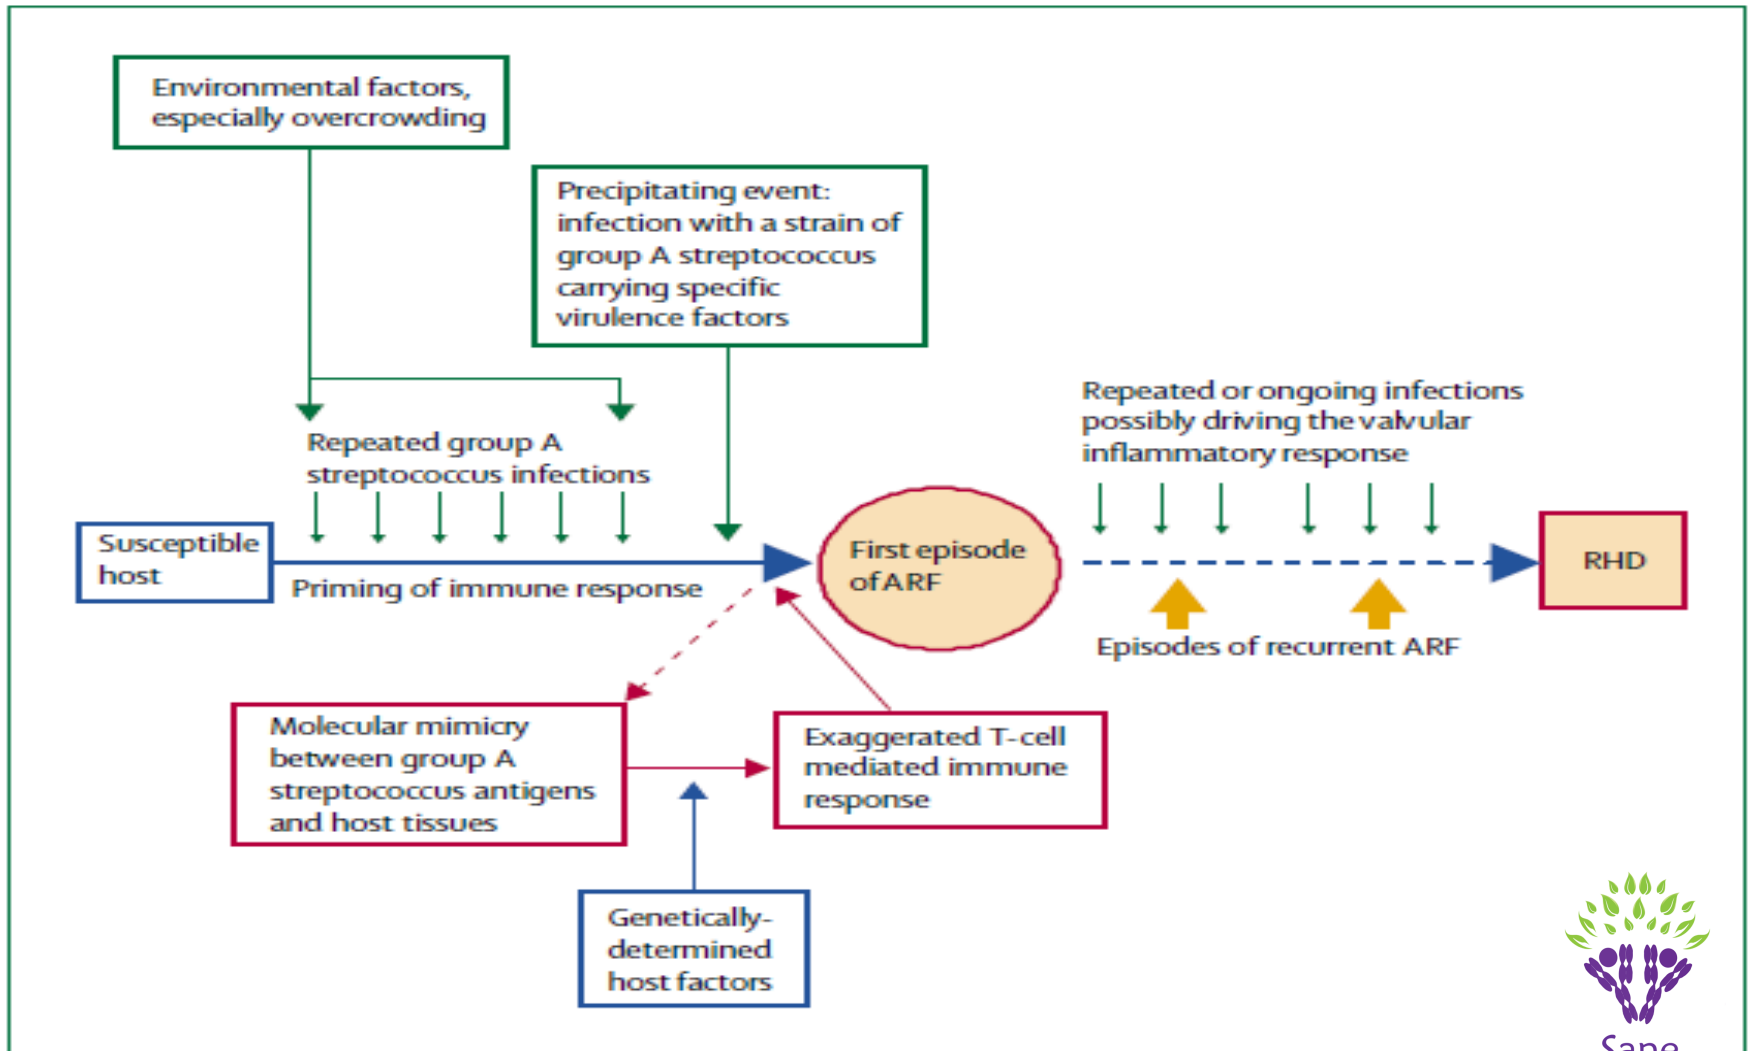 Environmental factors,
especially overcrowding
Precipitating event:
infection with a strain of
group A streptococcus
carrying specific
virulence factors
Repeated group A
streptococcus infections
Repeated or ongoing infections
possibly driving the valvular
inflammatory response
Susceptible
host
Priming of immune response
First episode
of ARF
RHD
Episodes of recurrent ARF
Molecular mimicry
between group A
streptococcus antigens
and host tissues
Exaggerated T-cell
mediated immune
response
Genetically-
determined
host factors
Sane